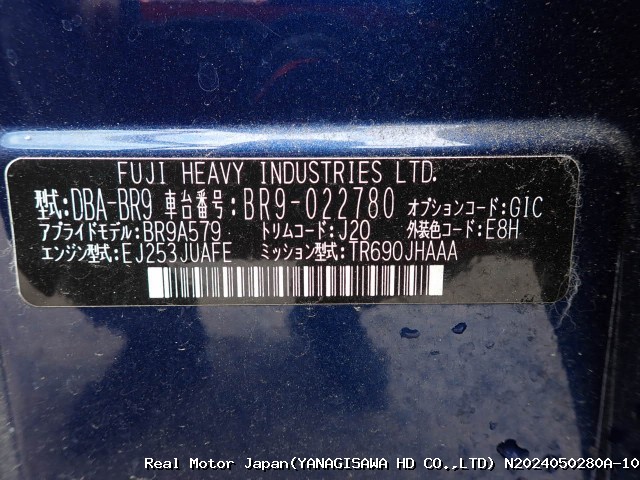 FUJI HEAVY INDUSTRIES LTD.
型式:DBA-BR9 車台番号:BR9-022780 オプションコード:GIC
アプライドモデル:BR9A579 トリムコード:J20 外装色コード:E8H
エンジン型式:EJ253JUAFE ミッション型式:TR690JHAAA
Real Motor Japan(YANAGISAWA HD CO.,LTD) N2024050280A-10